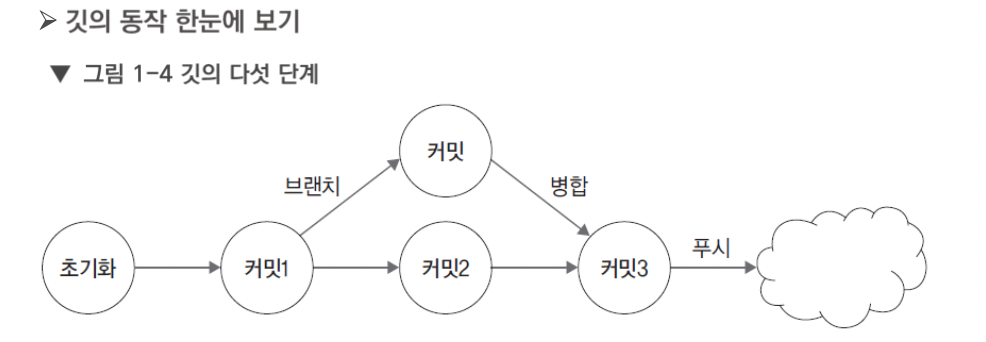 ➢ 깃의 동작 한눈에 보기
▼ 그림 1-4 깃의 다섯 단계
커밋
브랜치
병합
초기화
커밋1
커밋2
커밋3
푸시